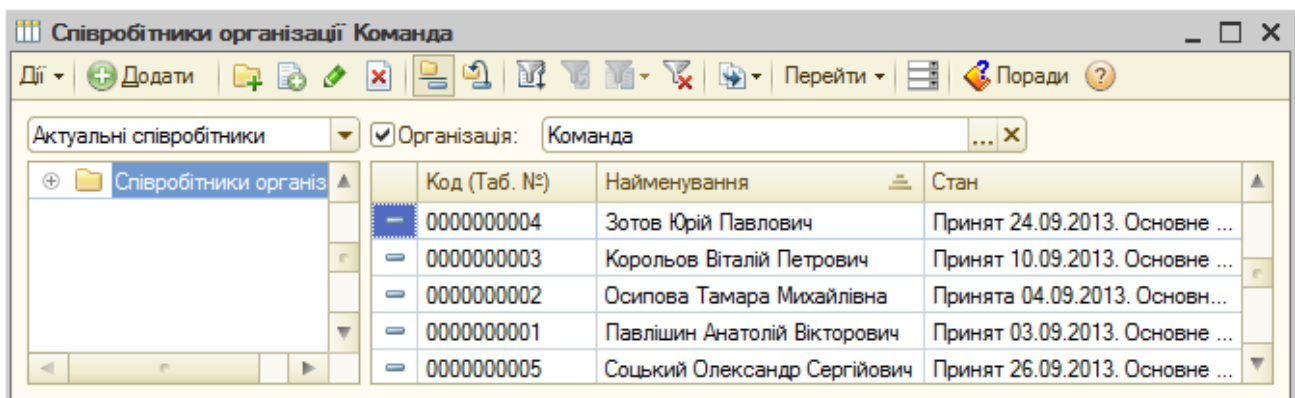 Співробітники організації Команда
Дії Додати Перейти Поради
Актуальні співробітники Організація: Команда ...
Співробітники організ Код (Таб. №) Найменування Стан
0000000004 Зотов Юрій Павлович Принят 24.09.2013. Основне ...
0000000003 Корольов Віталій Петрович Принят 10.09.2013. Основне ...
0000000002 Осипова Тамара Михайлівна Принята 04.09.2013. Основн...
0000000001 Павлішин Анатолій Вікторович Принят 03.09.2013. Основне ...
0000000005 Соцький Олександр Сергійович Принят 26.09.2013. Основне ...